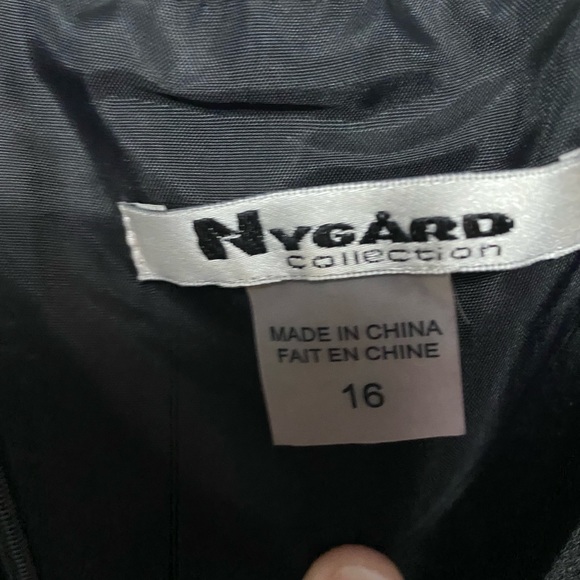 NYGÅRD
Collection
MADE IN CHINA
FAIT EN CHINE
16